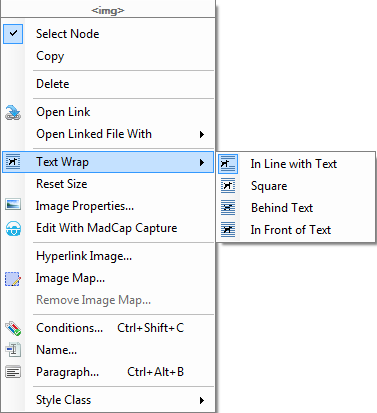 <img>
Select Node
Copy
Delete
Open Link
Open Linked File With
Text Wrap
In Line with Text
Square
Behind Text
In Front of Text
Reset Size
Image Properties...
Edit With MadCap Capture
Hyperlink Image...
Image Map...
Remove Image Map...
Conditions... Ctrl+Shift+C
Name...
Paragraph... Ctrl+Alt+B
Style Class